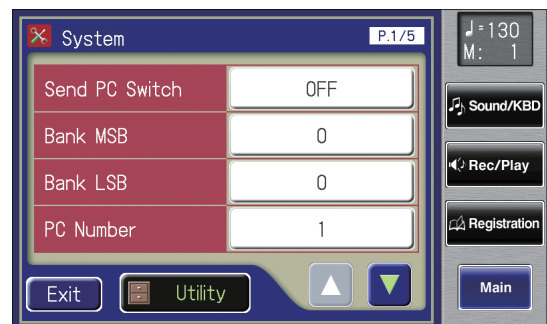 System
P.1/5
Send PC Switch OFF
Bank MSB 0
Bank LSB 0
PC Number 1
Exit
Utility
♩=130
M: 1
Sound/KBD
Rec/Play
Registration
Main